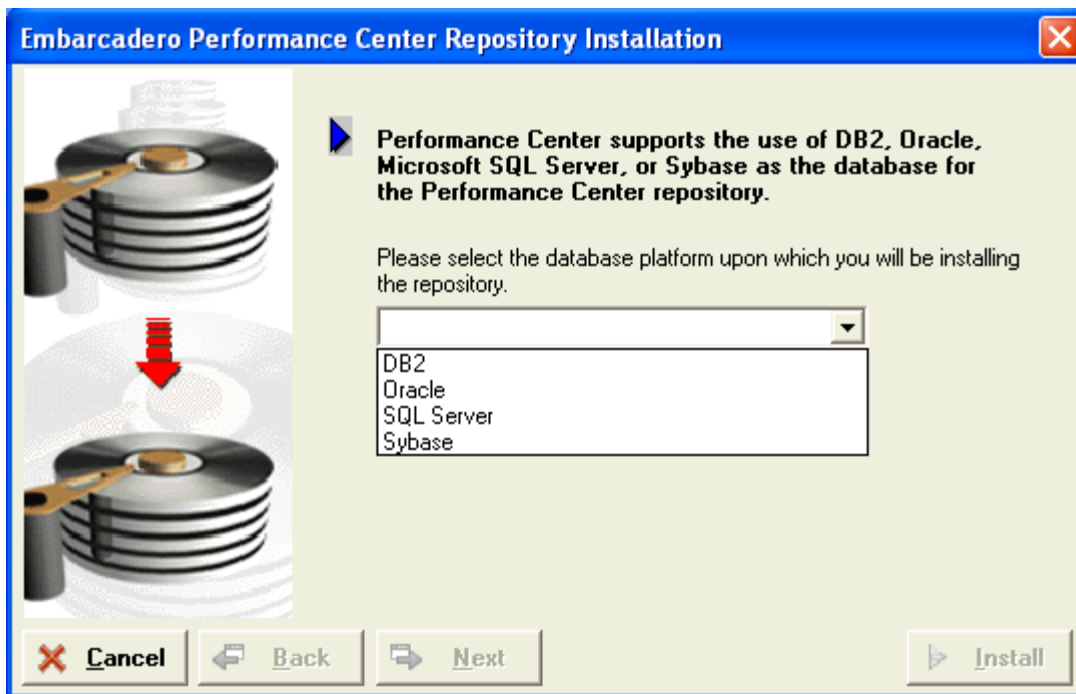 Embarcadero Performance Center Repository Installation
Performance Center supports the use of DB2, Oracle,
Microsoft SQL Server, or Sybase as the database for
the Performance Center repository.
Please select the database platform upon which you will be installing
the repository.
DB2
Oracle
SQL Server
Sybase
Cancel
Back
Next
Install